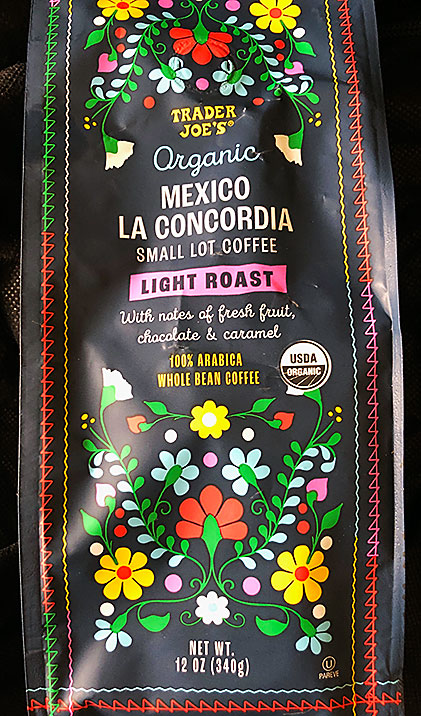 TRADER
JOE'S®
Organic
MEXICO
LA CONCORDIA
SMALL LOT COFFEE
LIGHT ROAST
With notes of fresh fruit,
chocolate & caramel
100% ARABICA
WHOLE BEAN COFFEE
USDA
ORGANIC
NET WT.
12 OZ (340g)
U
PAREVE